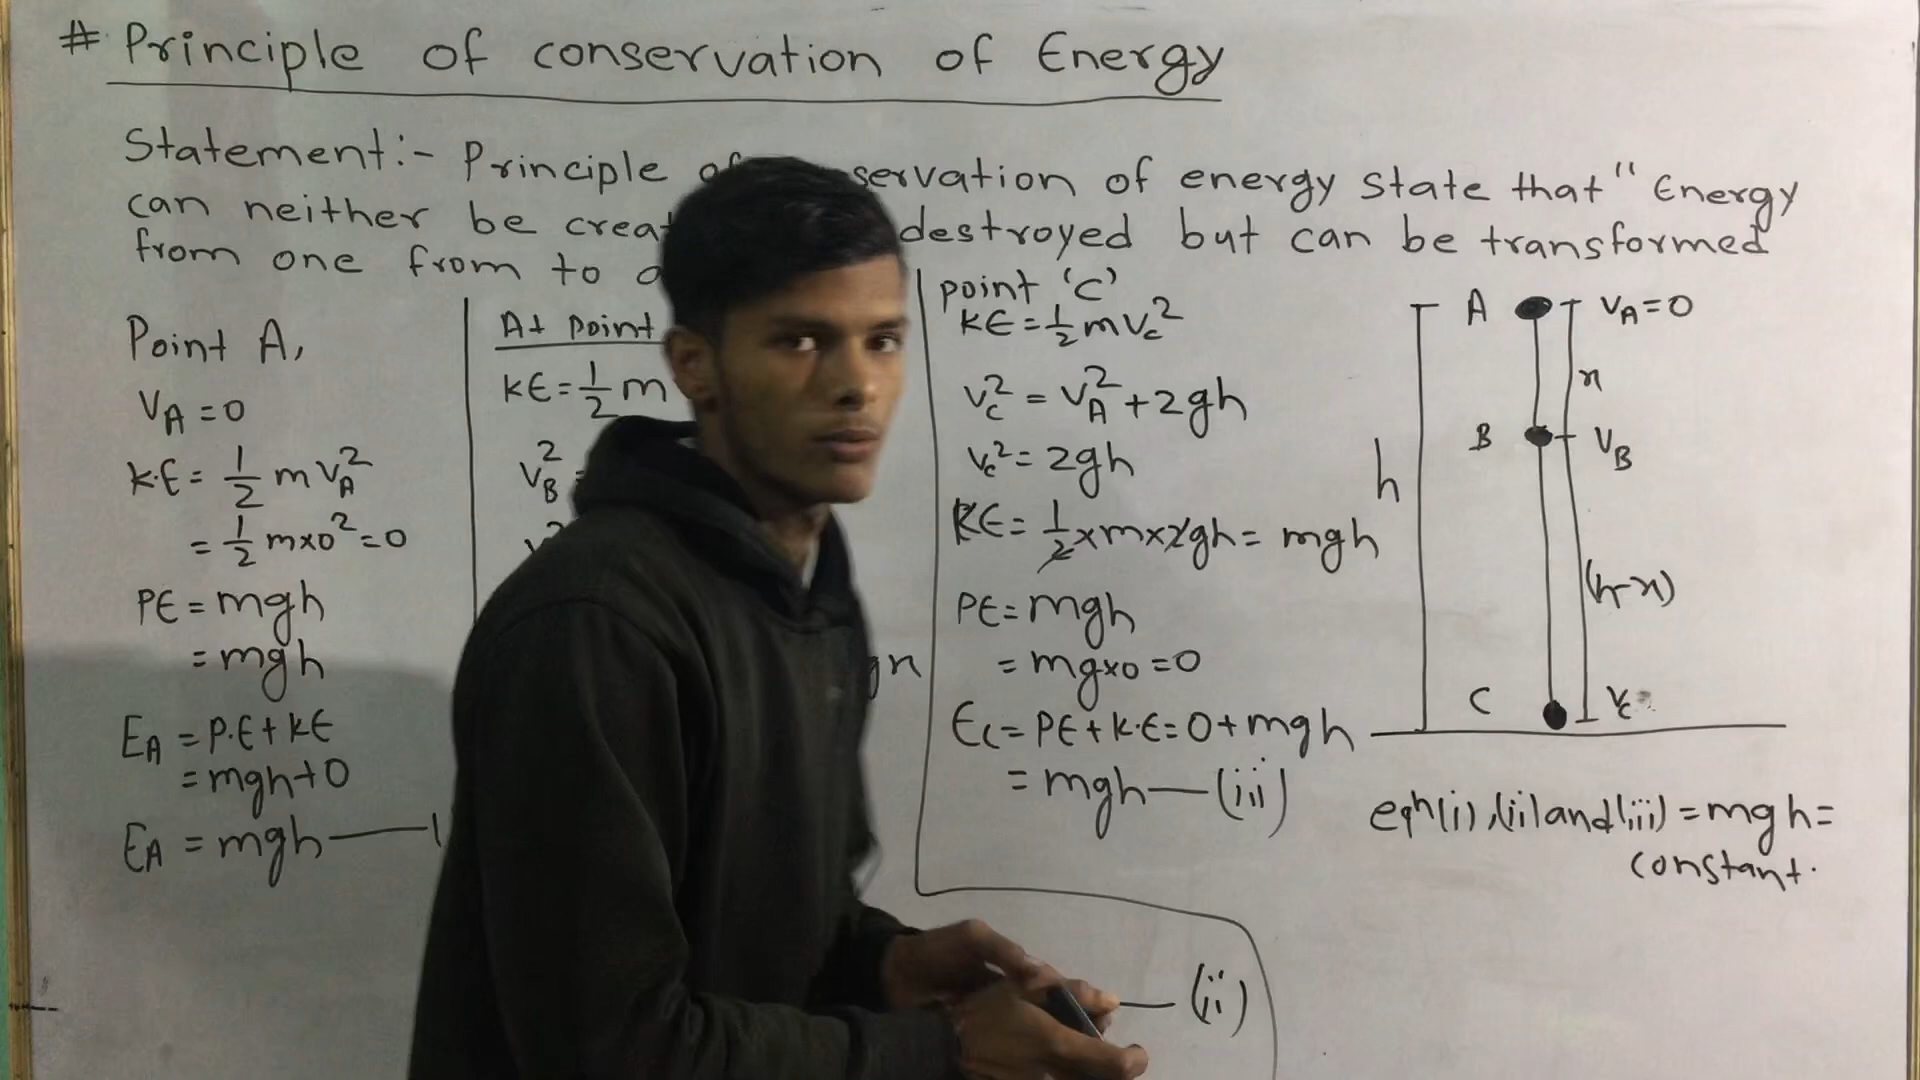 # Principle of conservation of Energy
Statement:- Principle servation of energy state that " Energy
can neither be destroyed but can be transformed
from one from to
Point A,
VA = 0
K.E = 1/2 m VA²
= 1/2 m×0² = 0
PE = mgh
= mgh
EA = P.E + KE
= mgh + 0
EA = mgh —
At point
KE = 1/2 m
VB²
— (ii)
point 'C'
KE = 1/2 m Vc²
Vc² = VA² + 2gh
Vc² = 2gh
KE = 1/2 × m × 2gh = mgh
PE = mgh
= mg×0 = 0
Ec = PE + K.E = 0 + mgh
= mgh — (iii)
A VA = 0
x
B VB
h
(h-x)
C Vc
eqn (i), (ii) and (iii) = mgh =
constant.